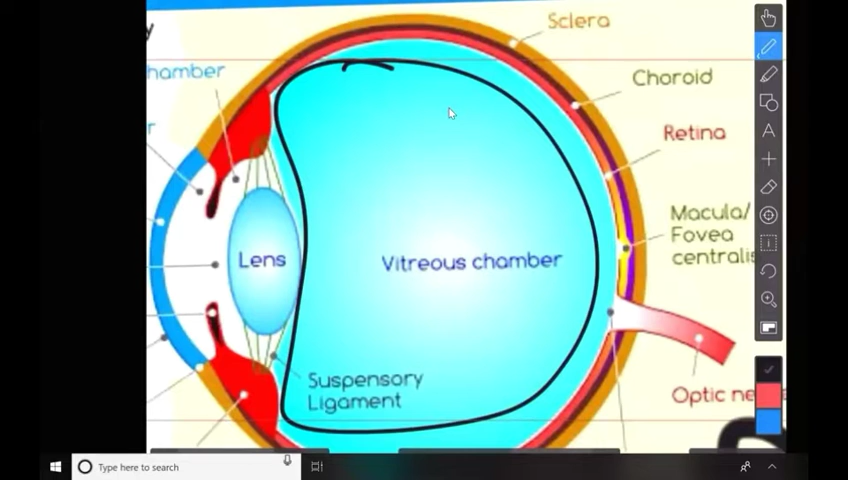 y
Sclera
hamber
Choroid
r
Retina
Macula/
Fovea
centralis
Lens
Vitreous chamber
Suspensory
Ligament
Optic ne
Type here to search